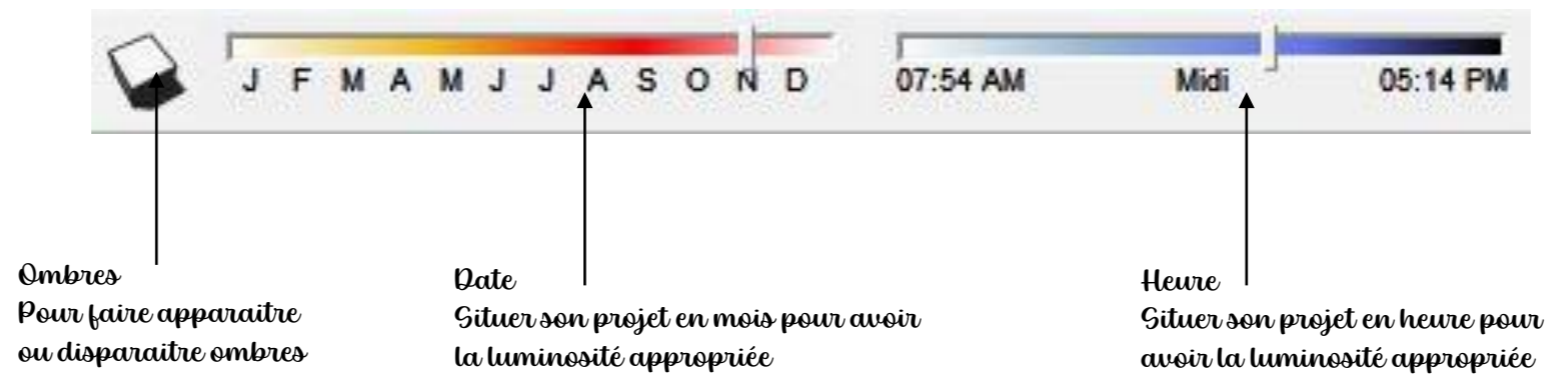 J F M A M J J A S O N D
07:54 AM Midi 05:14 PM
Ombres
Pour faire apparaitre
ou disparaitre ombres
Date
Situer son projet en mois pour avoir
la luminosité appropriée
Heure
Situer son projet en heure pour
avoir la luminosité appropriée